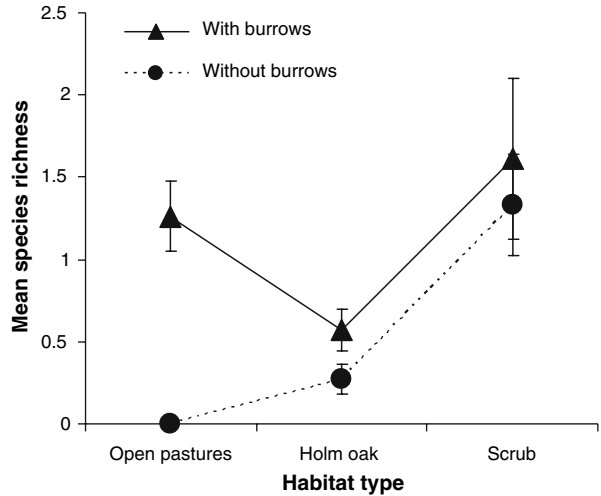 2.5
With burrows
Without burrows
2
1.5
1
0.5
0
Mean species richness
Open pastures Holm oak Scrub
Habitat type